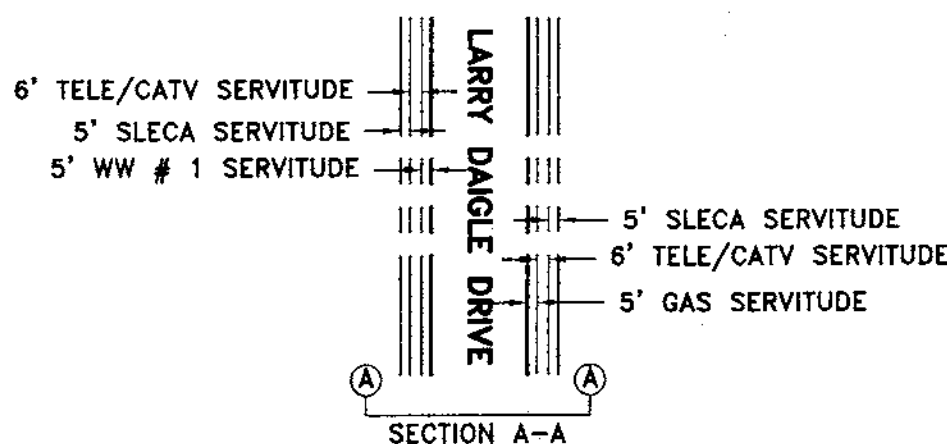 6' TELE/CATV SERVITUDE
5' SLECA SERVITUDE
5' WW # 1 SERVITUDE
LARRY DAIGLE DRIVE
5' SLECA SERVITUDE
6' TELE/CATV SERVITUDE
5' GAS SERVITUDE
A
A
SECTION A-A